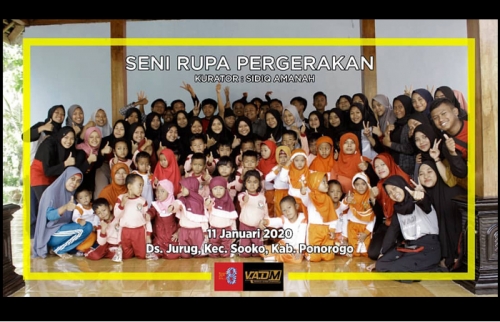 SENI RUPA PERGERAKAN
KURATOR : SIDIQ AMANAH
11 Januari 2020
Ds. Jurug, Kec. Sooko, Kab. Ponorogo